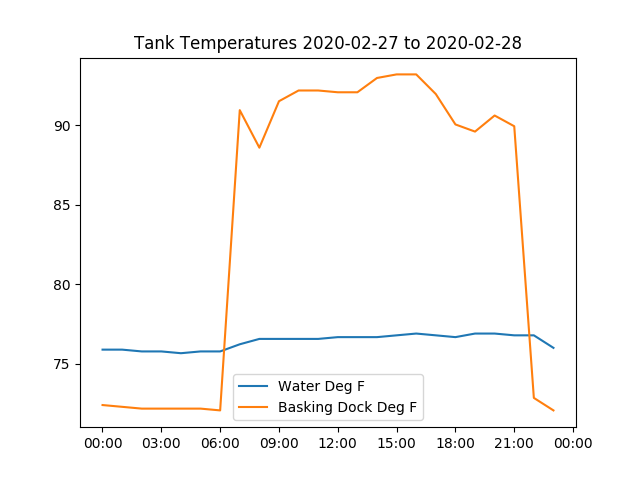 Tank Temperatures 2020-02-27 to 2020-02-28
90
85
80
75
Water Deg F
Basking Dock Deg F
00:00 03:00 06:00 09:00 12:00 15:00 18:00 21:00 00:00